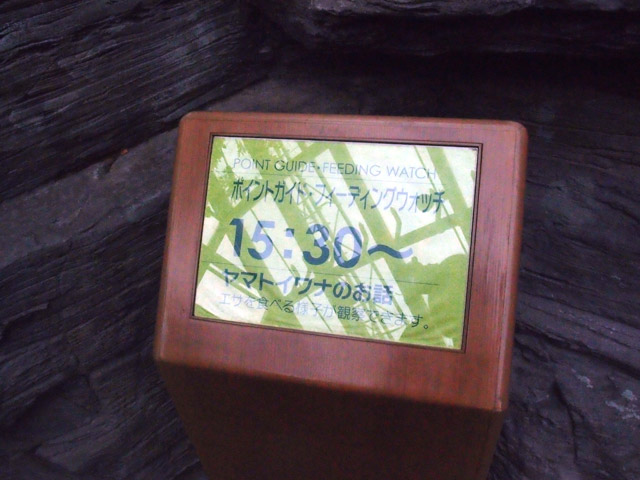 POINT GUIDE・FEEDING WATCH
ポイントガイド・フィーディングウォッチ
15:30〜
ヤマトイワナのお話
エサを食べる様子が観察できます。